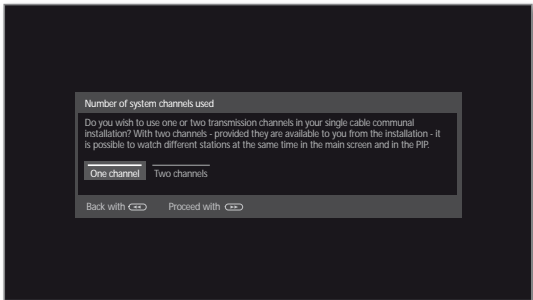 Number of system channels used
Do you wish to use one or two transmission channels in your single cable communal
installation? With two channels - provided they are available to you from the installation - it
is possible to watch different stations at the same time in the main screen and in the PIP.
One channel Two channels
Back with Proceed with